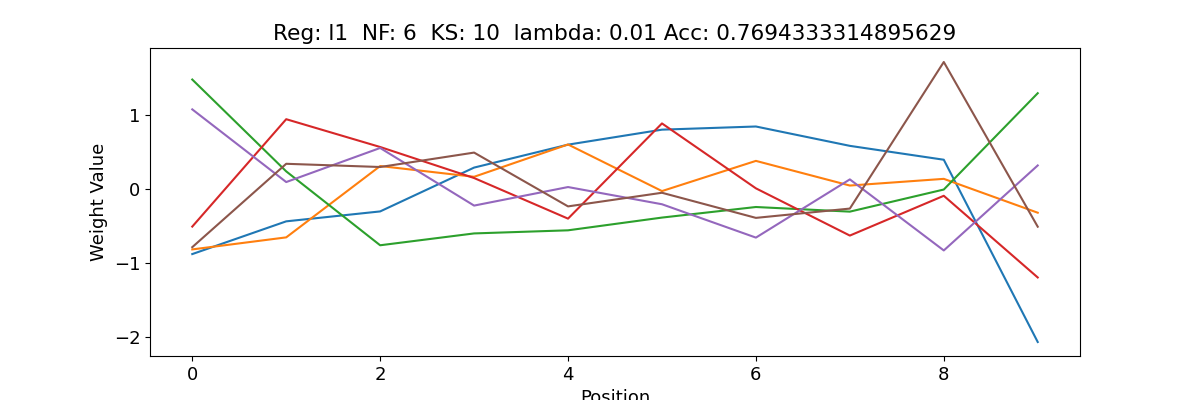 Reg: l1  NF: 6  KS: 10  lambda: 0.01 Acc: 0.7694333314895629
Weight Value
1
0
−1
−2
0 2 4 6 8
Position